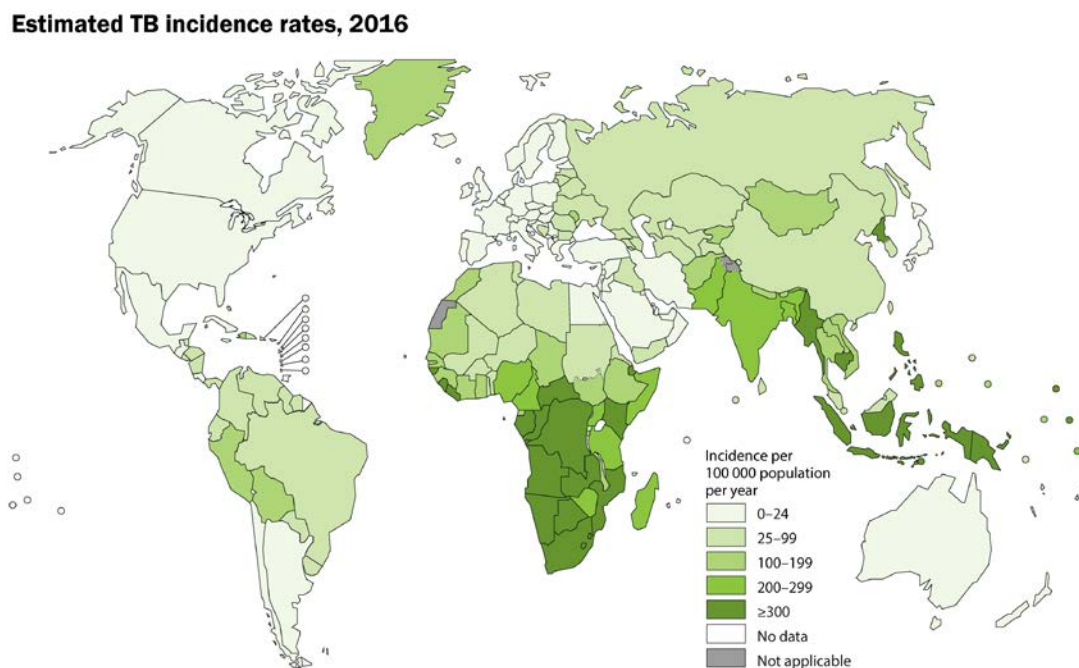 Estimated TB incidence rates, 2016
Incidence per
100 000 population
per year
0–24
25–99
100–199
200–299
≥300
No data
Not applicable